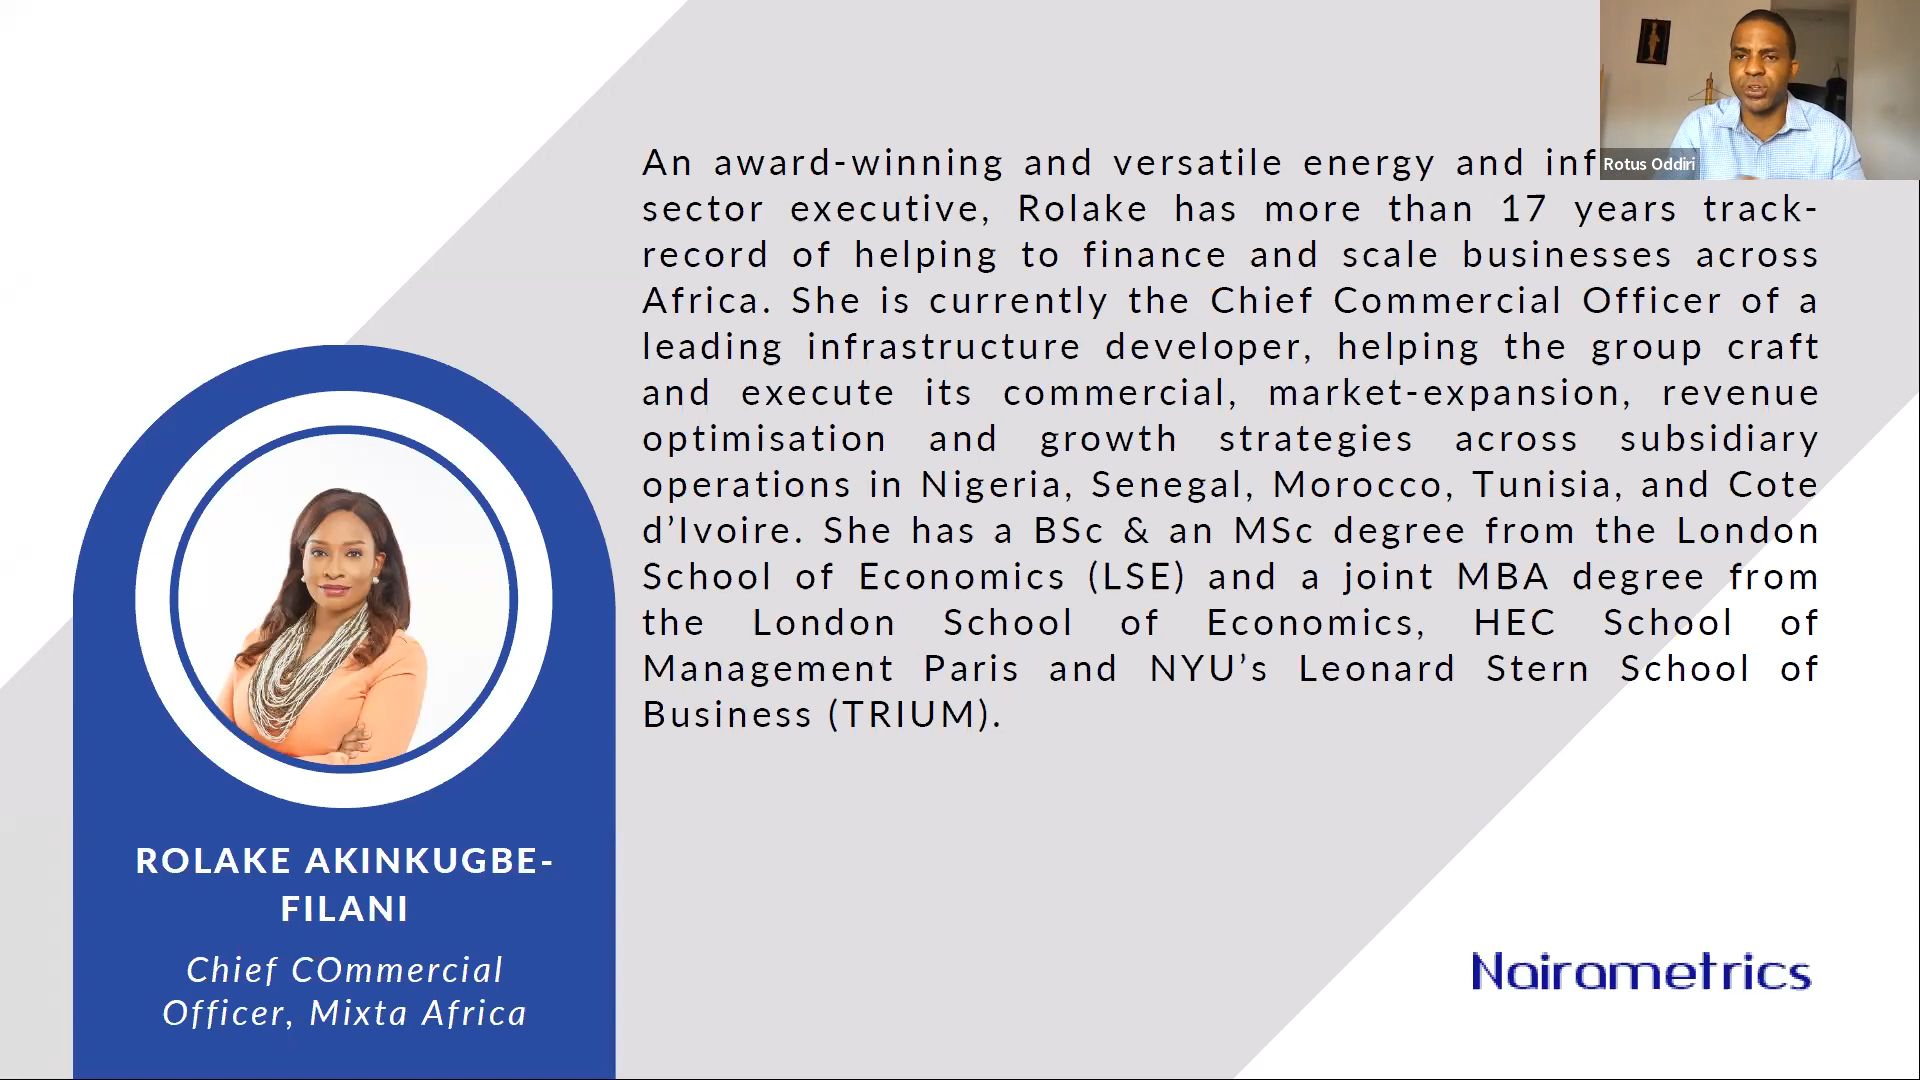 Rotus Oddiri
An award-winning and versatile energy and inf
sector executive, Rolake has more than 17 years track-
record of helping to finance and scale businesses across
Africa. She is currently the Chief Commercial Officer of a
leading infrastructure developer, helping the group craft
and execute its commercial, market-expansion, revenue
optimisation and growth strategies across subsidiary
operations in Nigeria, Senegal, Morocco, Tunisia, and Cote
d’Ivoire. She has a BSc & an MSc degree from the London
School of Economics (LSE) and a joint MBA degree from
the London School of Economics, HEC School of
Management Paris and NYU’s Leonard Stern School of
Business (TRIUM).
ROLAKE AKINKUGBE-
FILANI
Chief COmmercial
Officer, Mixta Africa
Nairametrics